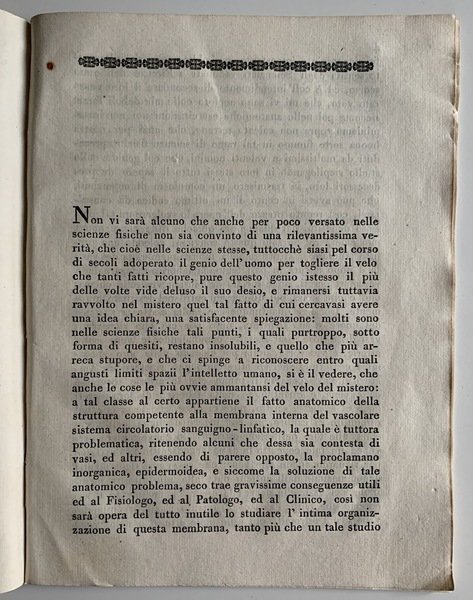 Non vi sarà alcuno che anche per poco versato nelle
scienze fisiche non sia convinto di una rilevantissima ve-
rità, che cioè nelle scienze stesse, tuttocchè siasi pel corso
di secoli adoperato il genio dell'uomo per togliere il velo
che tanti fatti ricopre, pure questo genio istesso il più
delle volte vide deluso il suo desio, e rimanersi tuttavia
ravvolto nel mistero quel tal fatto di cui cercavasi avere
una idea chiara, una satisfacente spiegazione: molti sono
nelle scienze fisiche tali punti, i quali purtroppo, sotto
forma di quesiti, restano insolubili, e quello che più ar-
reca stupore, e che ci spinge a riconoscere entro quali
angusti limiti spazii l'intelletto umano, si è il vedere, che
anche le cose le più ovvie ammantansi del velo del mistero:
a tal classe al certo appartiene il fatto anatomico della
struttura competente alla membrana interna del vascolare
sistema circolatorio sanguigno-linfatico, la quale è tuttora
problematica, ritenendo alcuni che dessa sia contesta di
vasi, ed altri, essendo di parere opposto, la proclamano
inorganica, epidermoidea, e siccome la soluzione di tale
anatomico problema, seco trae gravissime conseguenze utili
ed al Fisiologo, ed al Patologo, ed al Clinico, così non
sarà opera del tutto inutile lo studiare l'intima organiz-
zazione di questa membrana, tanto più che un tale studio